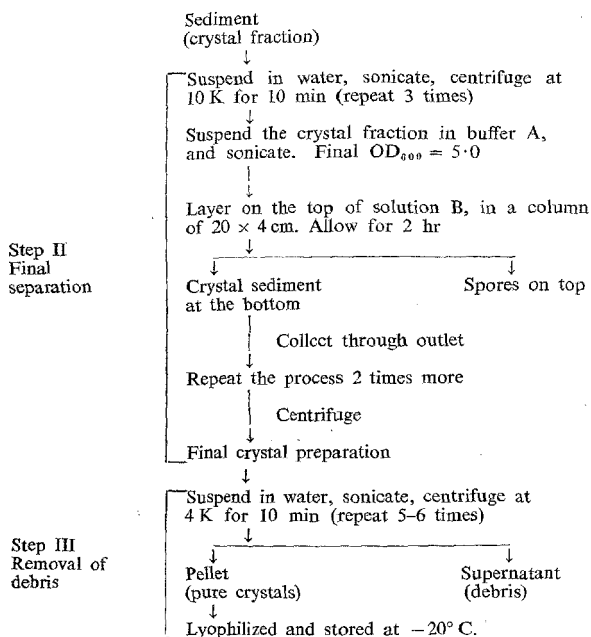 Sediment
(crystal fraction)
Suspend in water, sonicate, centrifuge at
10 K for 10 min (repeat 3 times)
Suspend the crystal fraction in buffer A,
and sonicate. Final OD₆₀₀ = 5·0
Layer on the top of solution B, in a column
of 20 × 4 cm. Allow for 2 hr
Step II
Final
separation
Crystal sediment
at the bottom
Spores on top
Collect through outlet
Repeat the process 2 times more
Centrifuge
Final crystal preparation
Suspend in water, sonicate, centrifuge at
4 K for 10 min (repeat 5–6 times)
Step III
Removal of
debris
Pellet
(pure crystals)
Supernatant
(debris)
Lyophilized and stored at −20° C.